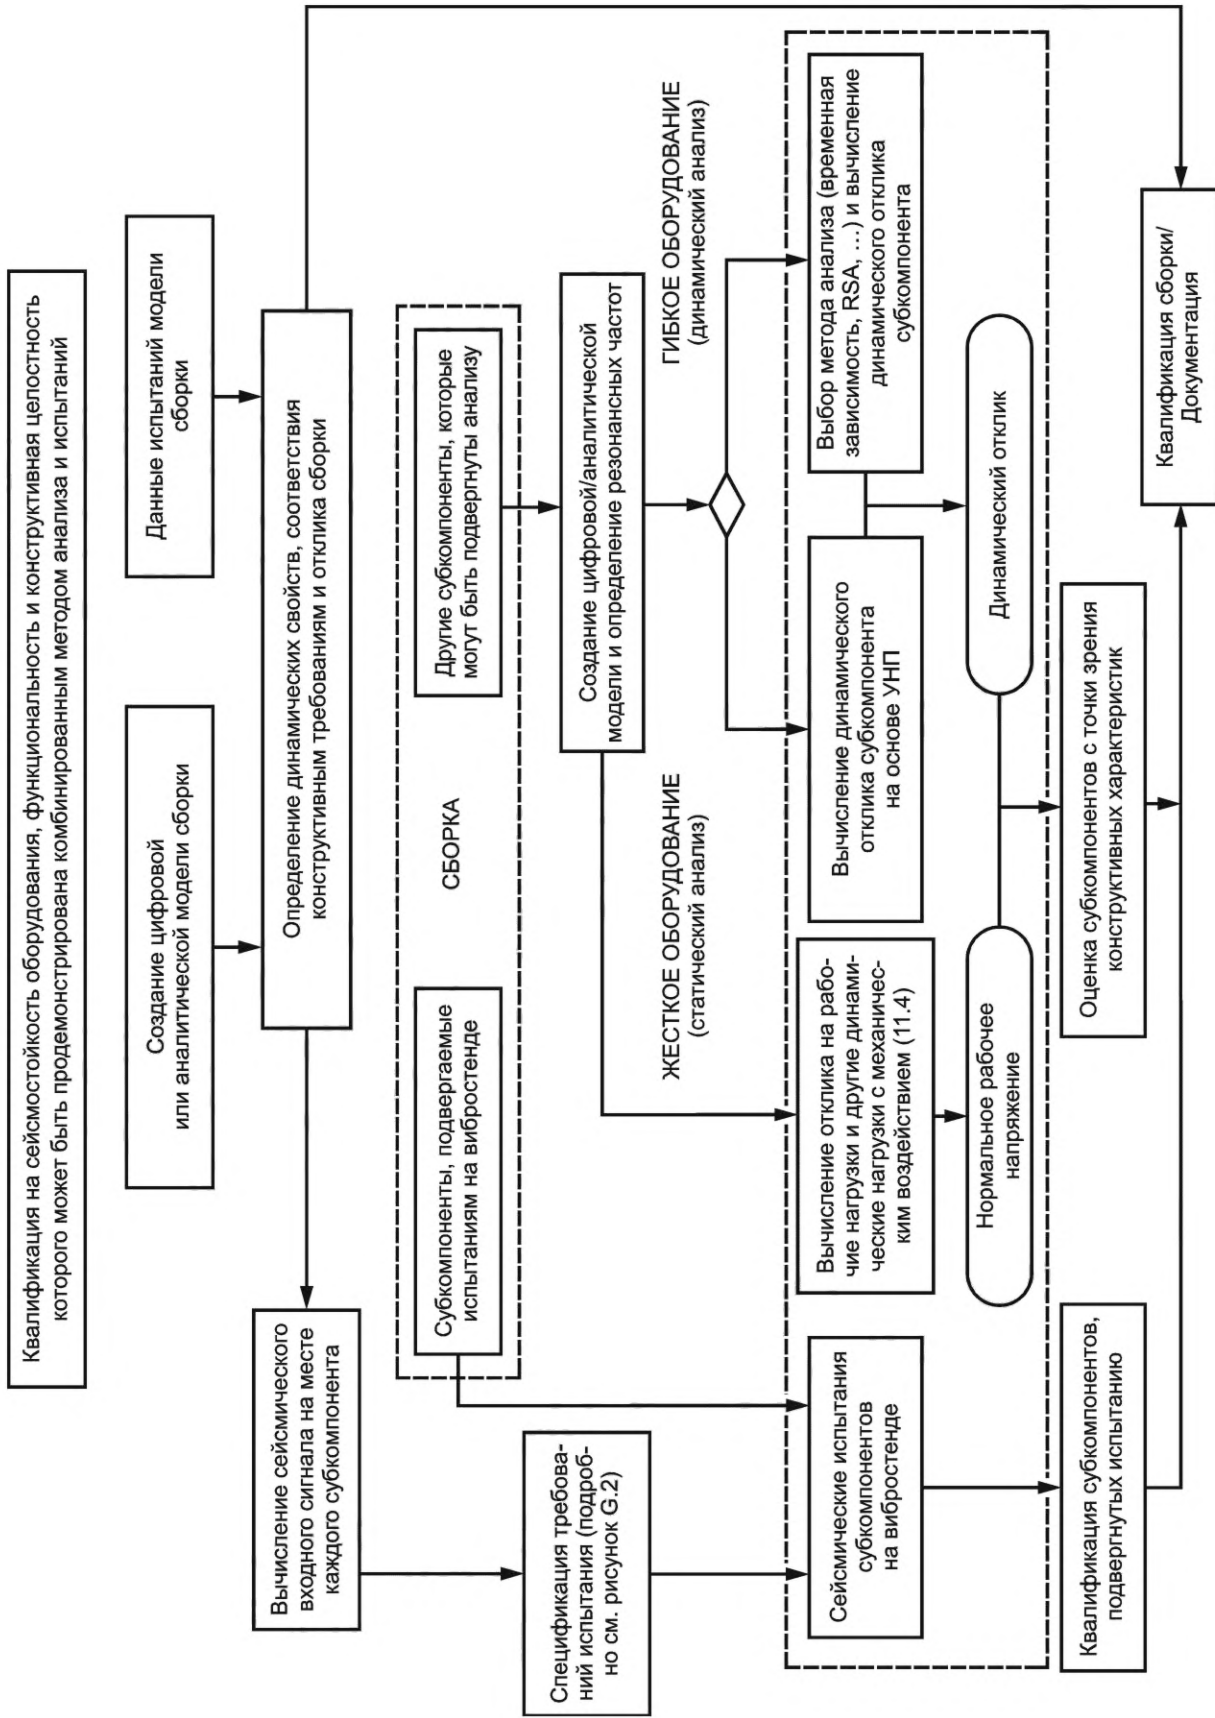 Квалификация на сейсмостойкость оборудования, функциональность и конструктивная целостность
которого может быть продемонстрирована комбинированным методом анализа и испытаний
Создание цифровой
или аналитической модели сборки
Данные испытаний модели
сборки
Определение динамических свойств, соответствия
конструктивным требованиям и отклика сборки
Вычисление сейсмического
входного сигнала на месте
каждого субкомпонента
Субкомпоненты, подвергаемые
испытаниям на вибростенде
СБОРКА
Другие субкомпоненты, которые
могут быть подвергнуты анализу
Спецификация требова-
ний испытания (подроб-
но см. рисунок G.2)
Создание цифровой/аналитической
модели и определение резонансных частот
ЖЕСТКОЕ ОБОРУДОВАНИЕ
(статический анализ)
ГИБКОЕ ОБОРУДОВАНИЕ
(динамический анализ)
Сейсмические испытания
субкомпонентов
на вибростенде
Вычисление отклика на рабо-
чие нагрузки и другие динами-
ческие нагрузки с механичес-
ким воздействием (11.4)
Вычисление динамического
отклика субкомпонента
на основе УНП
Выбор метода анализа (временная
зависимость, RSA, ...) и вычисление
динамического отклика
субкомпонента
Нормальное рабочее
напряжение
Динамический отклик
Квалификация субкомпонентов,
подвергнутых испытанию
Оценка субкомпонентов с точки зрения
конструктивных характеристик
Квалификация сборки/
Документация